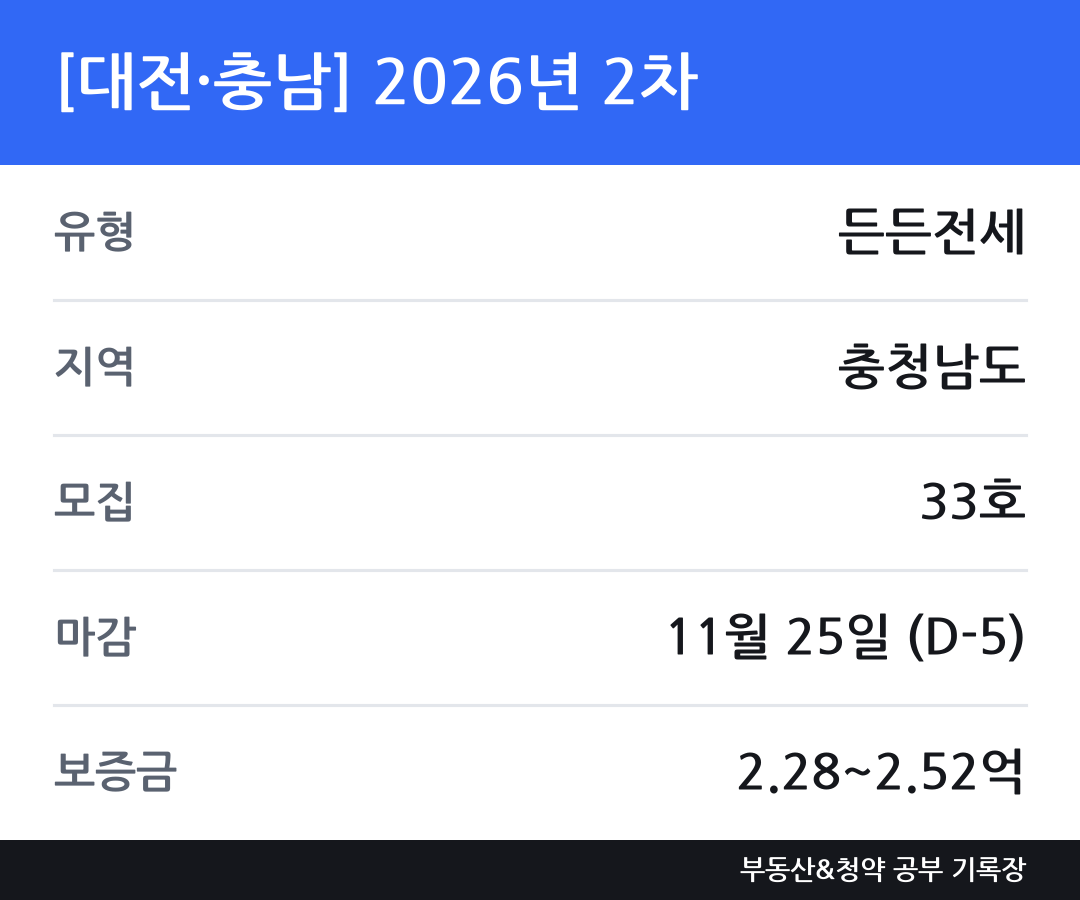 [대전·충남] 2026년 2차
유형 든든전세
지역 충청남도
모집 33호
마감 11월 25일 (D-5)
보증금 2.28~2.52억
부동산&청약 공부 기록장